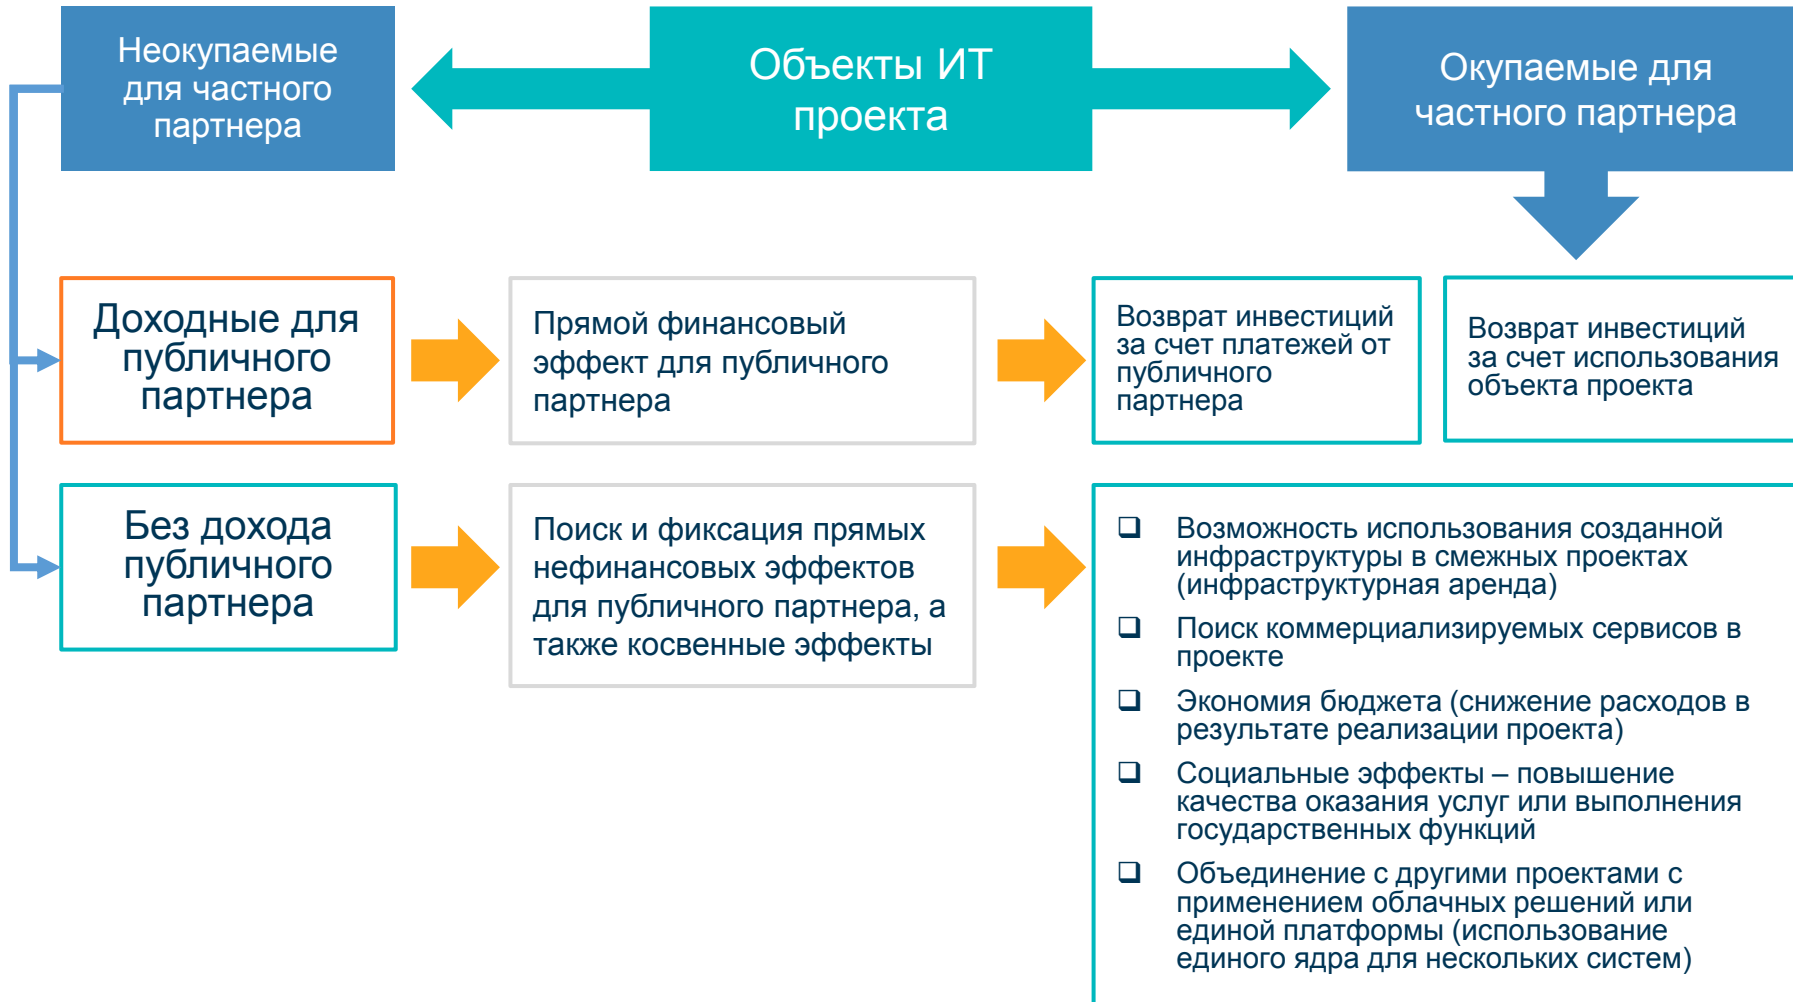 Неокупаемые
для частного
партнера
Объекты ИТ
проекта
Окупаемые для
частного партнера
Доходные для
публичного
партнера
Прямой финансовый
эффект для публичного
партнера
Возврат инвестиций
за счет платежей от
публичного
партнера
Возврат инвестиций
за счет использования
объекта проекта
Без дохода
публичного
партнера
Поиск и фиксация прямых
нефинансовых эффектов
для публичного партнера, а
также косвенные эффекты
❑ Возможность использования созданной
инфраструктуры в смежных проектах
(инфраструктурная аренда)
❑ Поиск коммерциализируемых сервисов в
проекте
❑ Экономия бюджета (снижение расходов в
результате реализации проекта)
❑ Социальные эффекты – повышение
качества оказания услуг или выполнения
государственных функций
❑ Объединение с другими проектами с
применением облачных решений или
единой платформы (использование
единого ядра для нескольких систем)